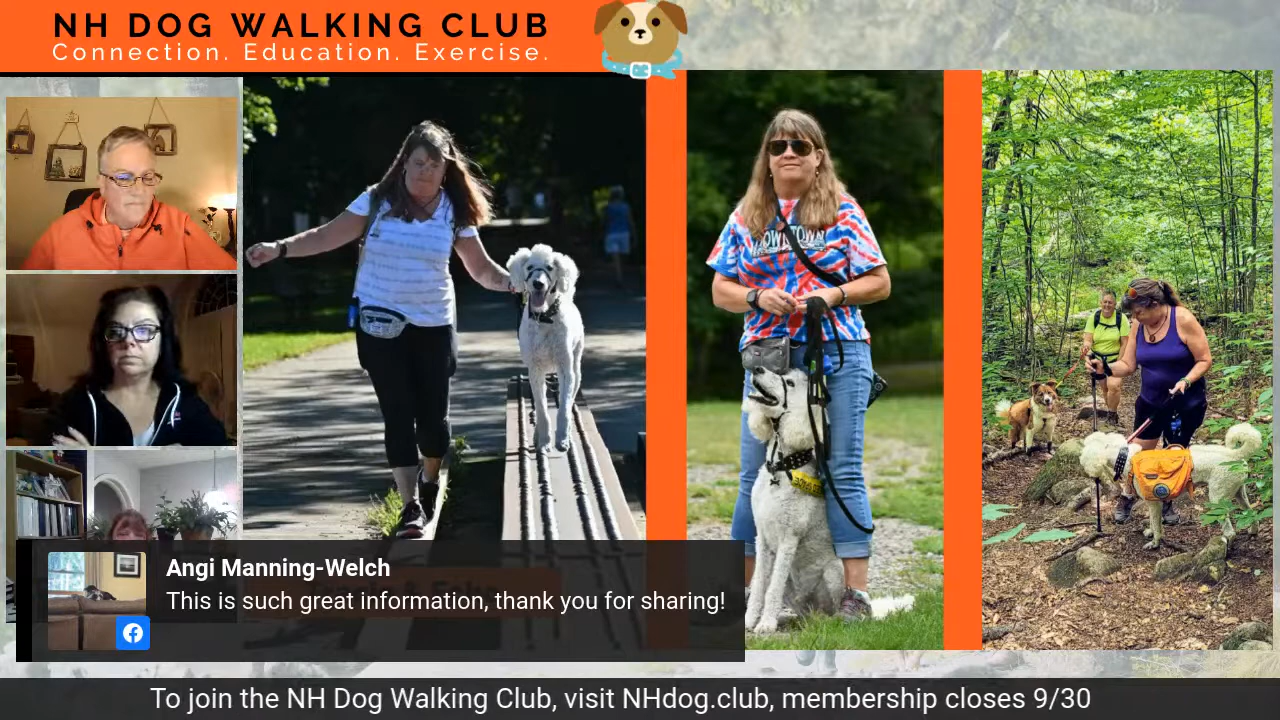 NH DOG WALKING CLUB
Connection. Education. Exercise.
DOWNTOWN
Angi Manning-Welch
This is such great information, thank you for sharing!
To join the NH Dog Walking Club, visit NHdog.club, membership closes 9/30